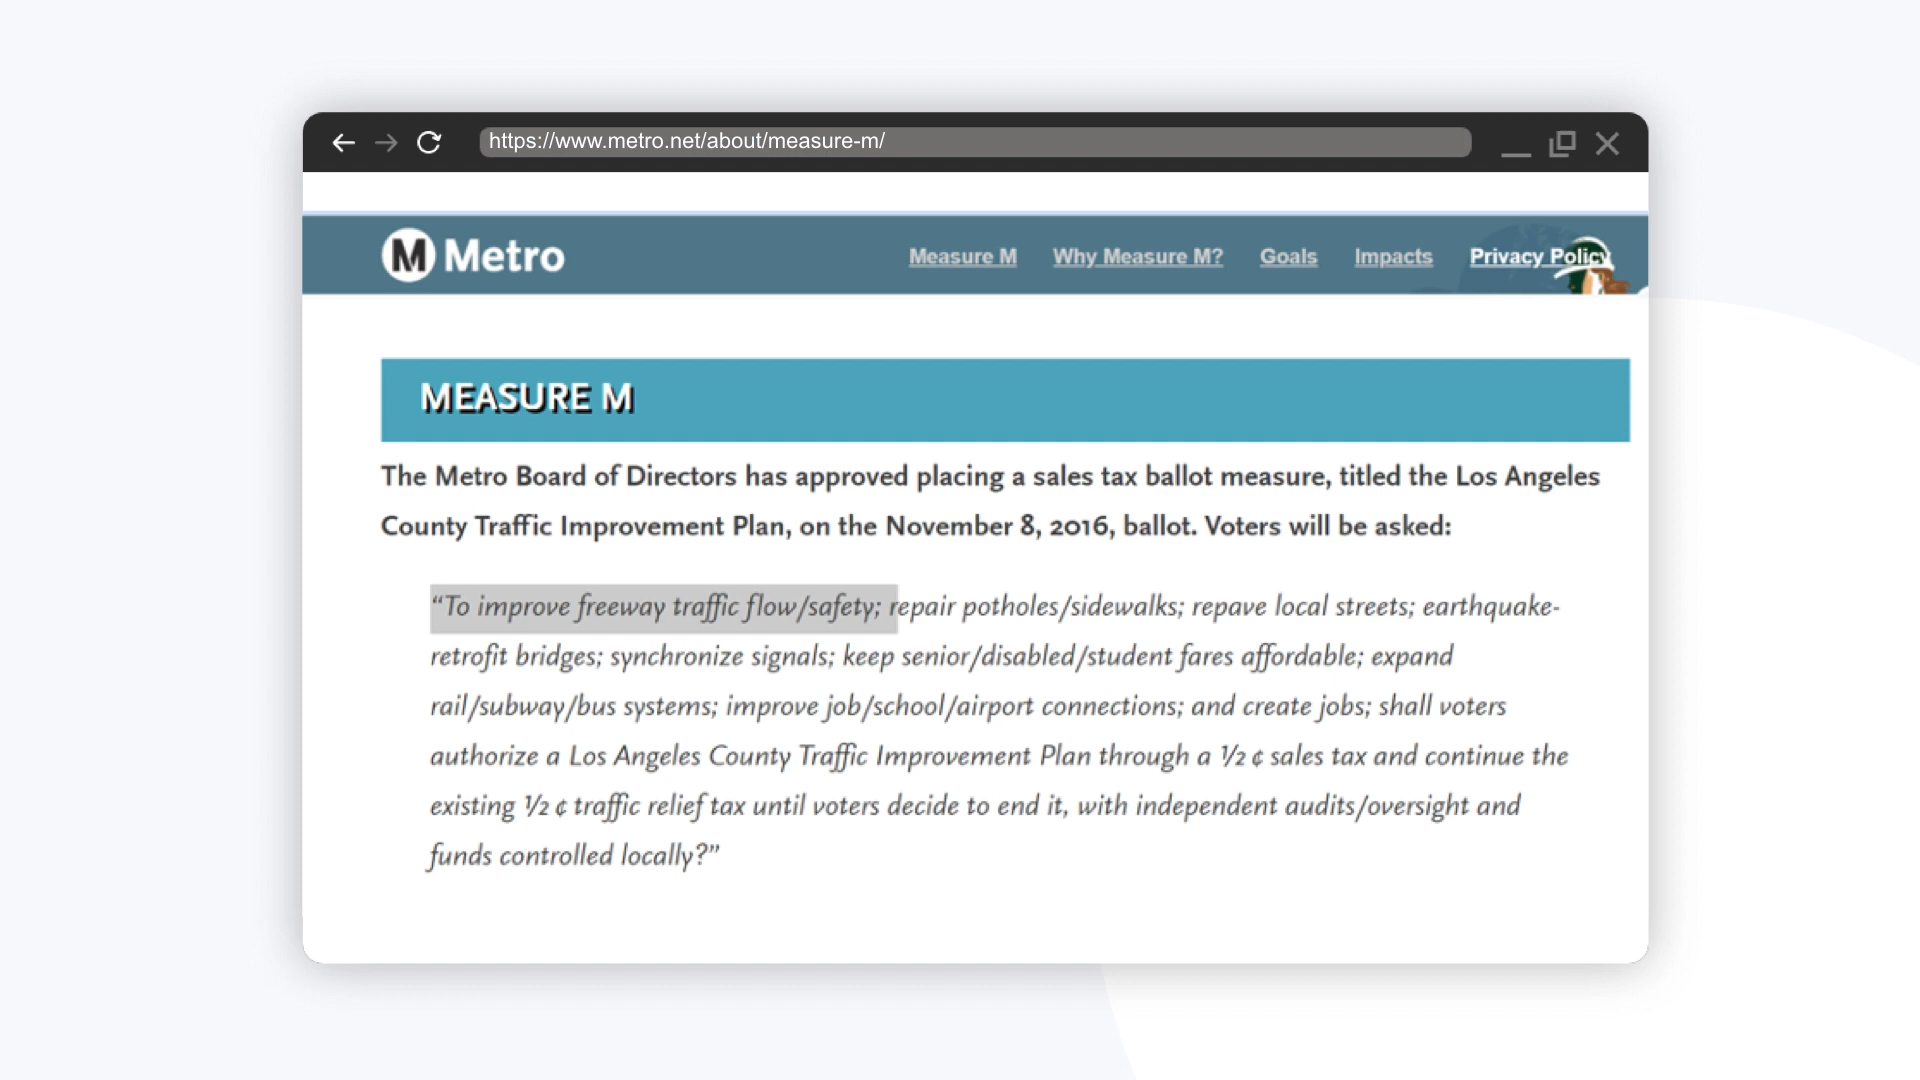 https://www.metro.net/about/measure-m/
M Metro
Measure M Why Measure M? Goals Impacts Privacy Policy
MEASURE M
The Metro Board of Directors has approved placing a sales tax ballot measure, titled the Los Angeles
County Traffic Improvement Plan, on the November 8, 2016, ballot. Voters will be asked:
“To improve freeway traffic flow/safety; repair potholes/sidewalks; repave local streets; earthquake-
retrofit bridges; synchronize signals; keep senior/disabled/student fares affordable; expand
rail/subway/bus systems; improve job/school/airport connections; and create jobs; shall voters
authorize a Los Angeles County Traffic Improvement Plan through a ½ ¢ sales tax and continue the
existing ½ ¢ traffic relief tax until voters decide to end it, with independent audits/oversight and
funds controlled locally?”